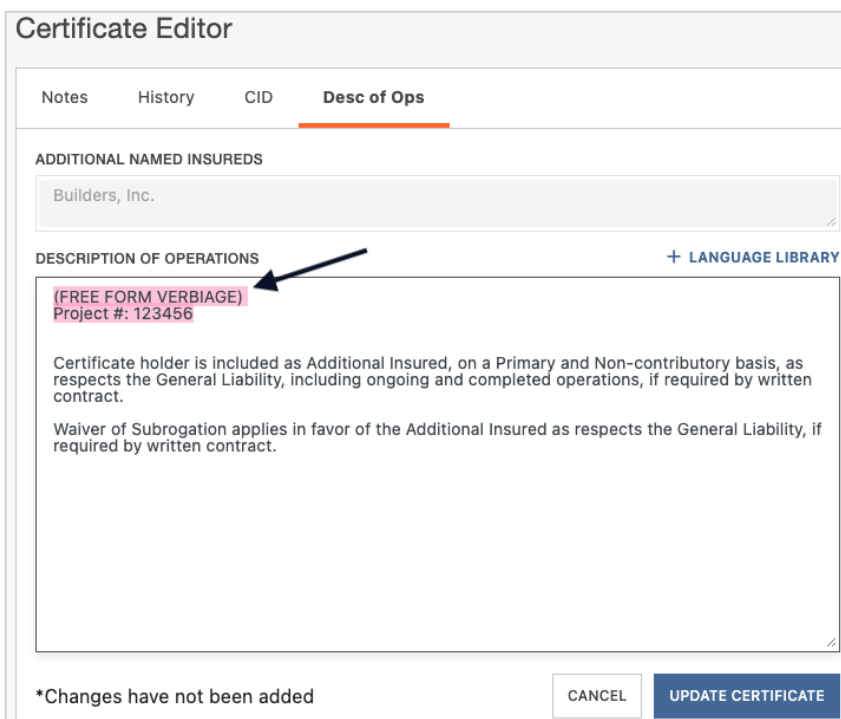 Certificate Editor
Notes History CID Desc of Ops
ADDITIONAL NAMED INSUREDS
Builders, Inc.
DESCRIPTION OF OPERATIONS + LANGUAGE LIBRARY
(FREE FORM VERBIAGE)
Project #: 123456
Certificate holder is included as Additional Insured, on a Primary and Non-contributory basis, as
respects the General Liability, including ongoing and completed operations, if required by written
contract.
Waiver of Subrogation applies in favor of the Additional Insured as respects the General Liability, if
required by written contract.
*Changes have not been added CANCEL UPDATE CERTIFICATE